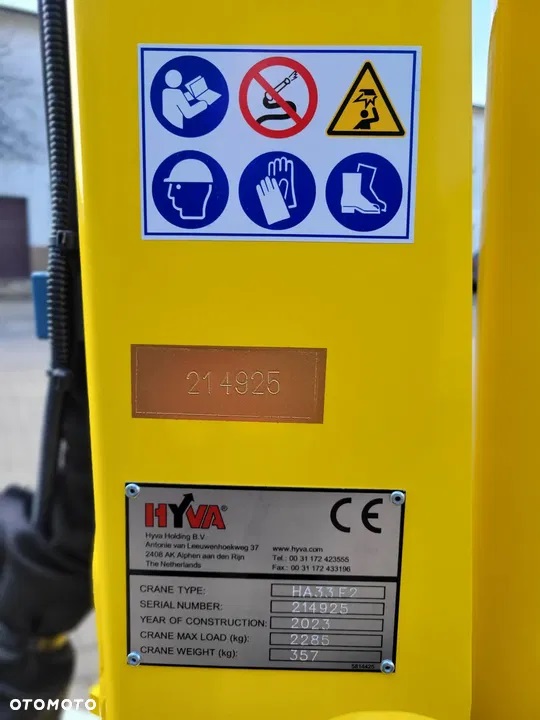 214925
HYVA®
CE
Hyva Holding B.V.
Antonie van Leeuwenhoekweg 37
2408 AK Alphen aan den Rijn
The Netherlands
www.hyva.com
Tel.: 00 31 172 423555
Fax.: 00 31 172 433196
CRANE TYPE: HA33 E2
SERIAL NUMBER: 214925
YEAR OF CONSTRUCTION: 2023
CRANE MAX LOAD (kg): 2285
CRANE WEIGHT (kg): 357
OTOMOTO